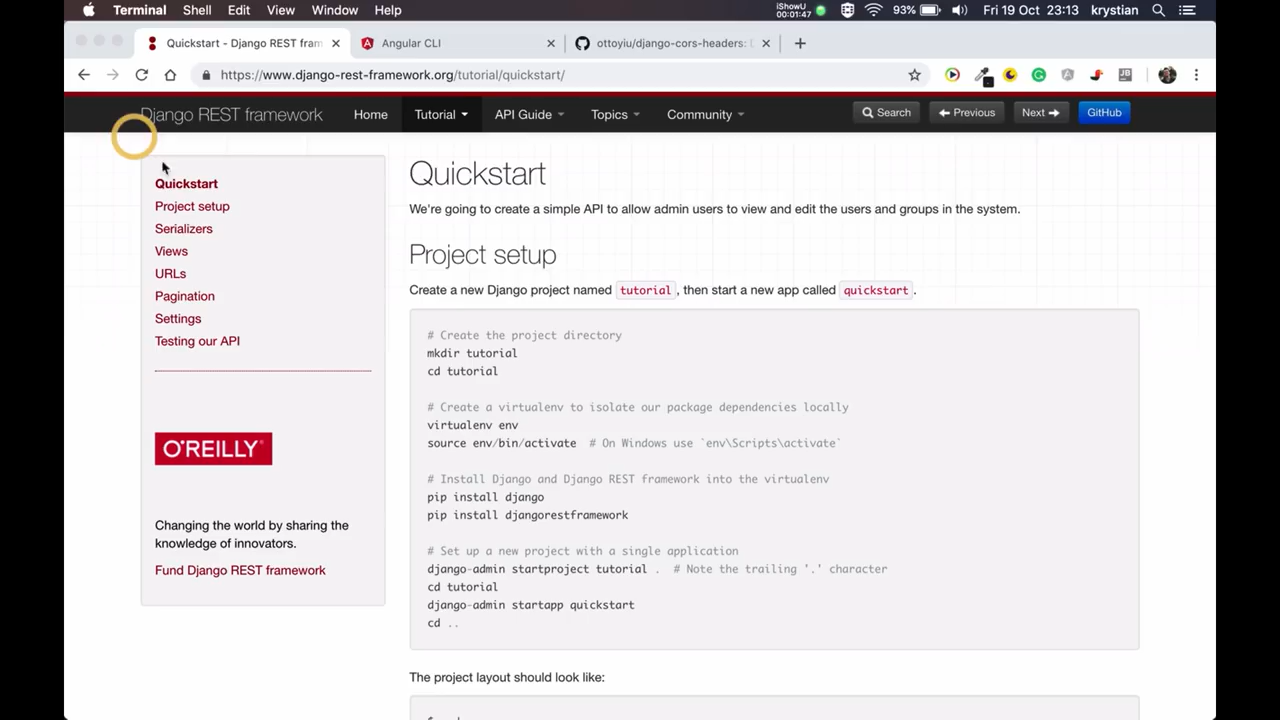 Terminal Shell Edit View Window Help
iShowU 00:01:47 93% Fri 19 Oct 23:13 krystian
Quickstart - Django REST fram
Angular CLI
ottoyiu/django-cors-headers:
https://www.django-rest-framework.org/tutorial/quickstart/
Django REST framework Home Tutorial API Guide Topics Community Search Previous Next GitHub
Quickstart
Project setup
Serializers
Views
URLs
Pagination
Settings
Testing our API
O'REILLY
Changing the world by sharing the
knowledge of innovators.
Fund Django REST framework
Quickstart
We're going to create a simple API to allow admin users to view and edit the users and groups in the system.
Project setup
Create a new Django project named tutorial, then start a new app called quickstart.
# Create the project directory
mkdir tutorial
cd tutorial
# Create a virtualenv to isolate our package dependencies locally
virtualenv env
source env/bin/activate # On Windows use `env\Scripts\activate`
# Install Django and Django REST framework into the virtualenv
pip install django
pip install djangorestframework
# Set up a new project with a single application
django-admin startproject tutorial . # Note the trailing '.' character
cd tutorial
django-admin startapp quickstart
cd ..
The project layout should look like: